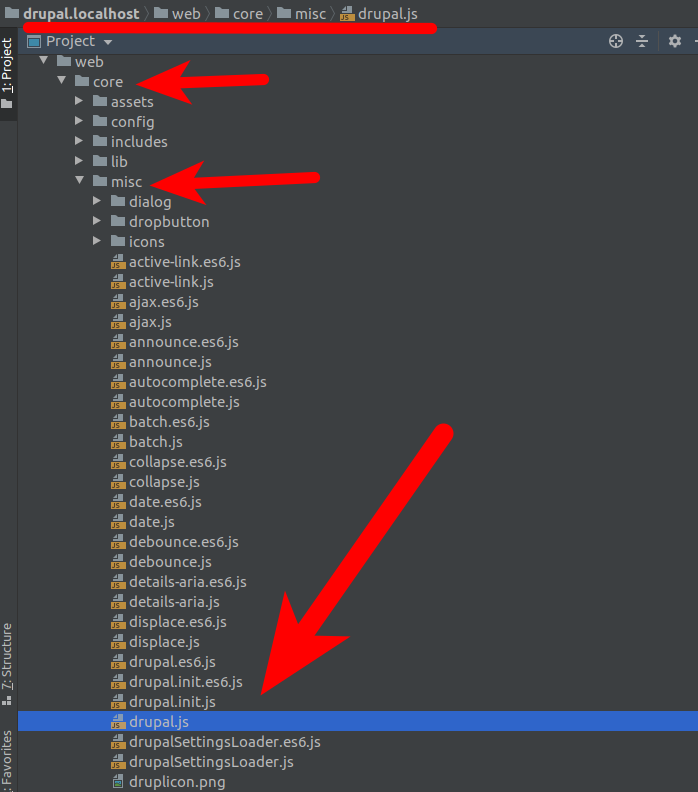 drupal.localhost web core misc drupal.js
1: Project
Project
web
core
assets
config
includes
lib
misc
dialog
dropbutton
icons
active-link.es6.js
active-link.js
ajax.es6.js
ajax.js
announce.es6.js
announce.js
autocomplete.es6.js
autocomplete.js
batch.es6.js
batch.js
collapse.es6.js
collapse.js
date.es6.js
date.js
debounce.es6.js
debounce.js
details-aria.es6.js
details-aria.js
displace.es6.js
displace.js
drupal.es6.js
drupal.init.es6.js
drupal.init.js
drupal.js
drupalSettingsLoader.es6.js
drupalSettingsLoader.js
druplicon.png
7: Structure
Favorites